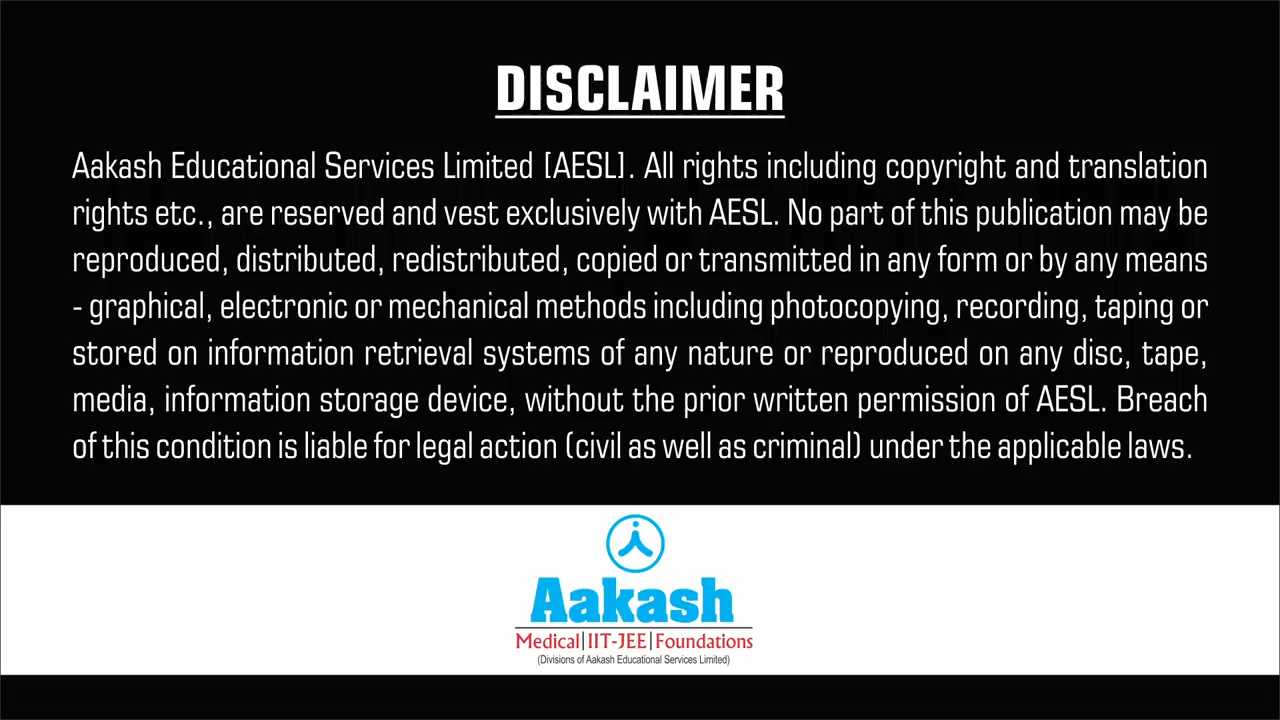 DISCLAIMER
Aakash Educational Services Limited [AESL]. All rights including copyright and translation
rights etc., are reserved and vest exclusively with AESL. No part of this publication may be
reproduced, distributed, redistributed, copied or transmitted in any form or by any means
- graphical, electronic or mechanical methods including photocopying, recording, taping or
stored on information retrieval systems of any nature or reproduced on any disc, tape,
media, information storage device, without the prior written permission of AESL. Breach
of this condition is liable for legal action (civil as well as criminal) under the applicable laws.
Aakash
Medical|IIT-JEE|Foundations
(Divisions of Aakash Educational Services Limited)